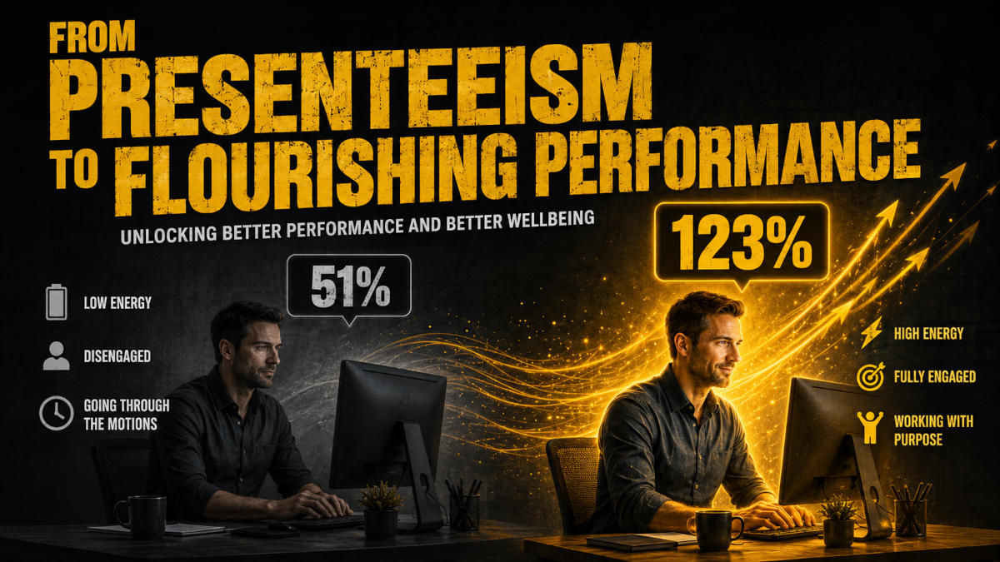 FROM
PRESENTEEISM
TO FLOURISHING PERFORMANCE
UNLOCKING BETTER PERFORMANCE AND BETTER WELLBEING
51%
LOW ENERGY
DISENGAGED
GOING THROUGH
THE MOTIONS
123%
HIGH ENERGY
FULLY ENGAGED
WORKING WITH
PURPOSE